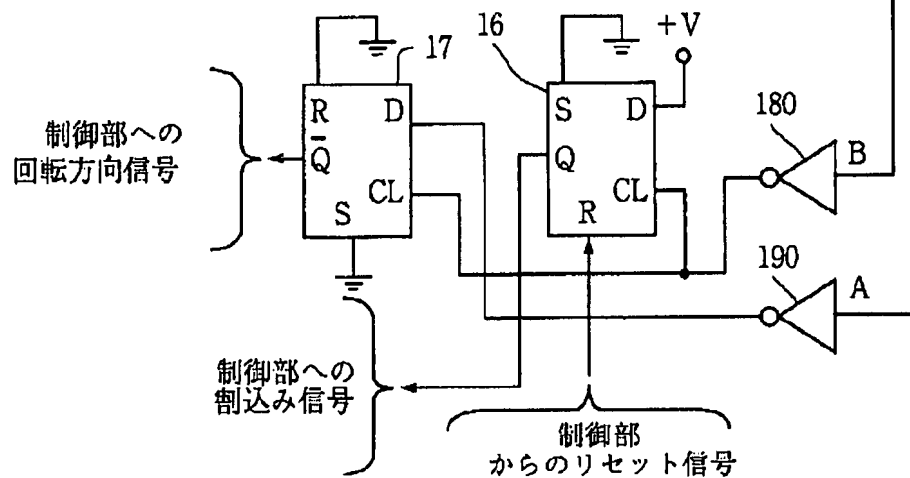 16
+V
17
R
D
S
D
180
制御部への
回転方向信号
Q̅
CL
Q
CL
B
S
R
190
A
制御部への
割込み信号
制御部
からのリセット信号